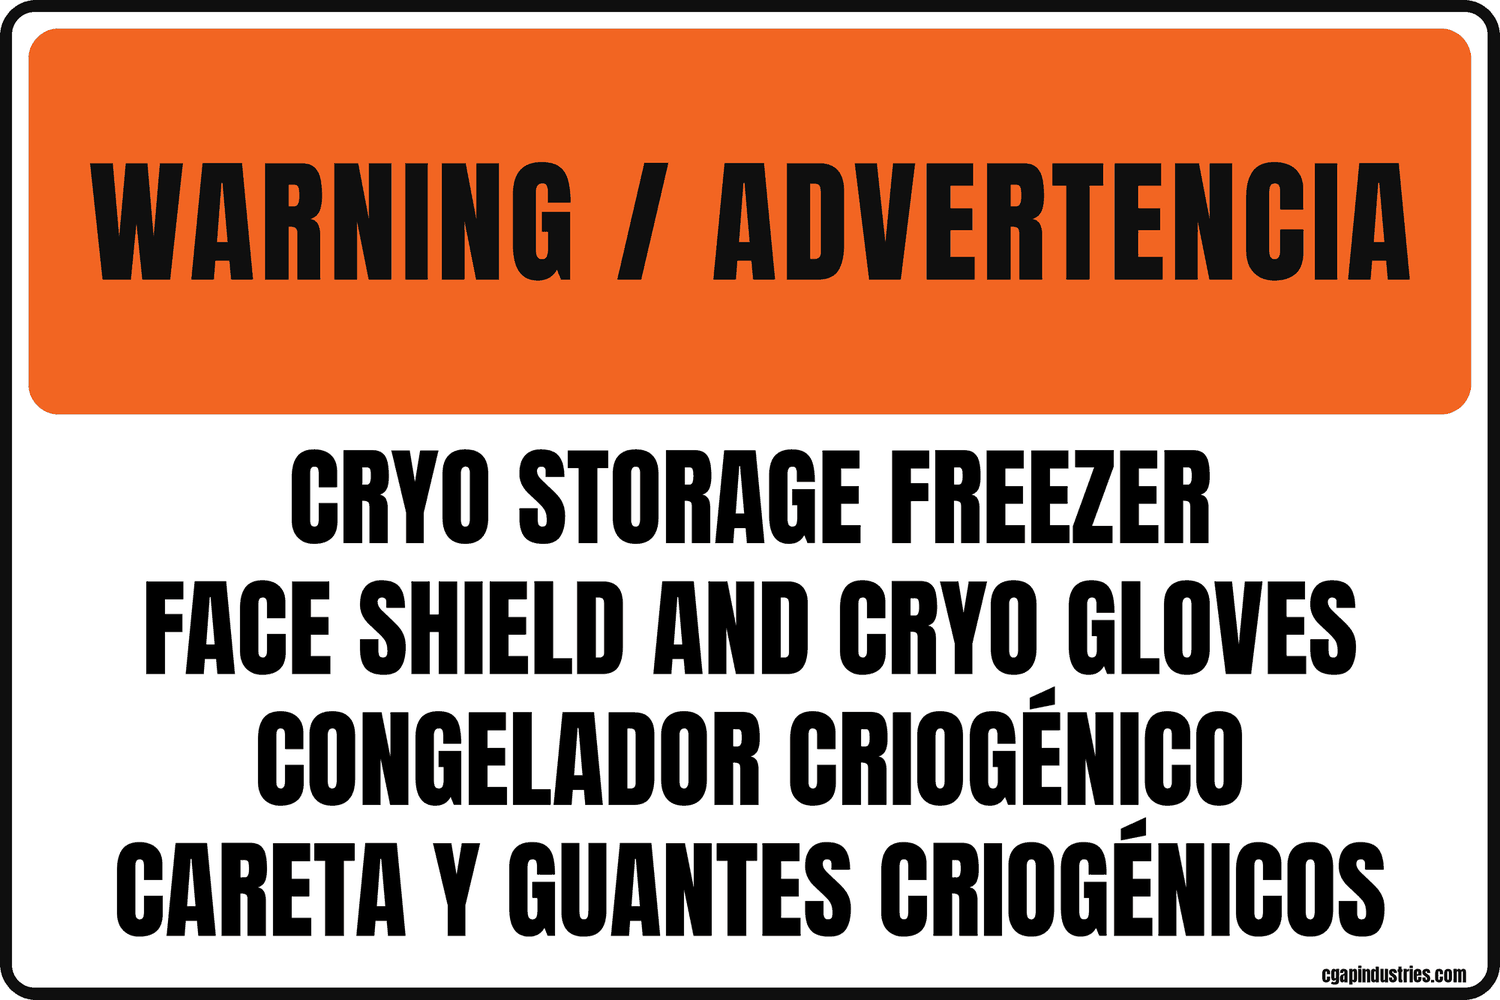 WARNING / ADVERTENCIA
CRYO STORAGE FREEZER
FACE SHIELD AND CRYO GLOVES
CONGELADOR CRIOGÉNICO
CARETA Y GUANTES CRIOGÉNICOS
cgapindustries.com